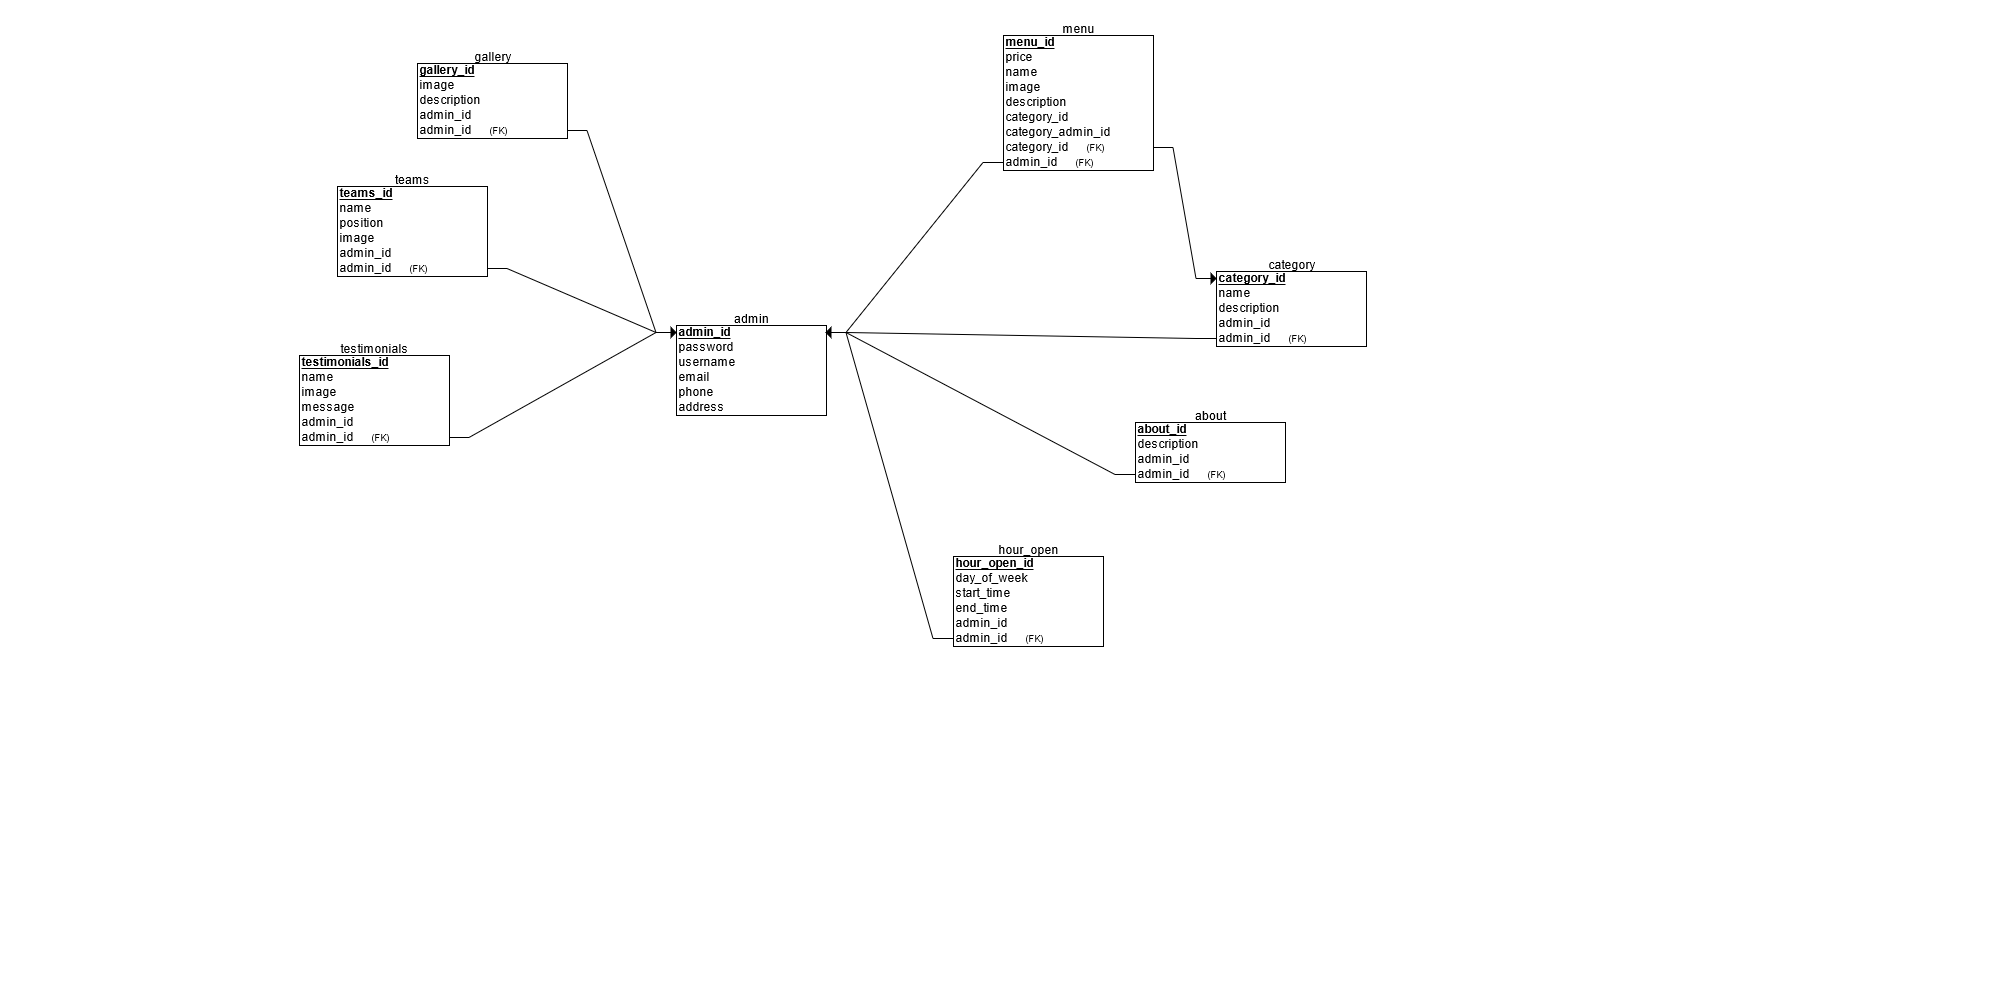 gallery
gallery_id
image
description
admin_id
admin_id (FK)
teams
teams_id
name
position
image
admin_id
admin_id (FK)
testimonials
testimonials_id
name
image
message
admin_id
admin_id (FK)
admin
admin_id
password
username
email
phone
address
menu
menu_id
price
name
image
description
category_id
category_admin_id
category_id (FK)
admin_id (FK)
category
category_id
name
description
admin_id
admin_id (FK)
about
about_id
description
admin_id
admin_id (FK)
hour_open
hour_open_id
day_of_week
start_time
end_time
admin_id
admin_id (FK)